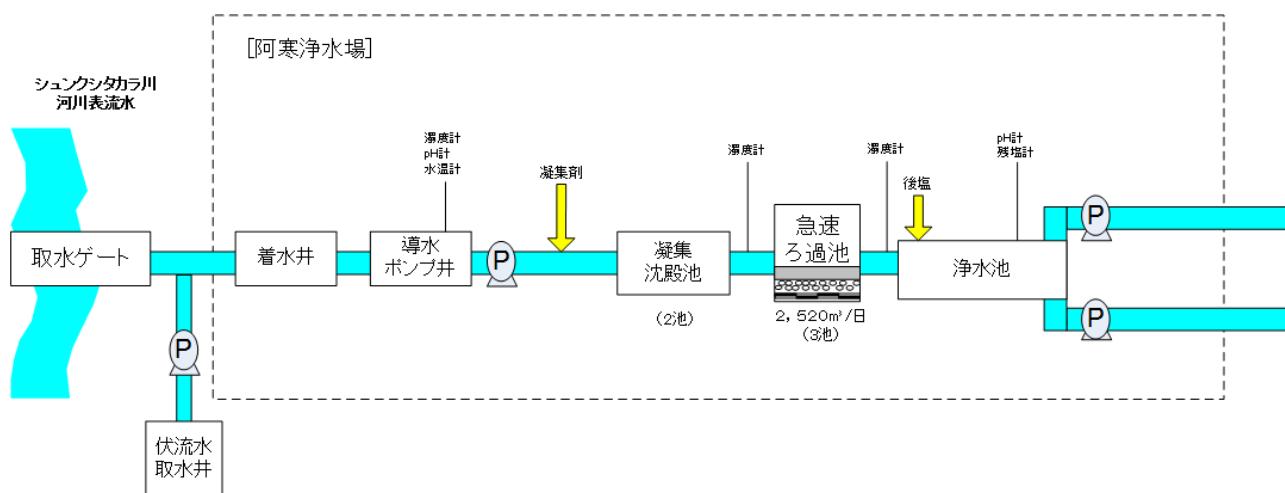 [阿寒浄水場]
シュンクシタカラ川
河川表流水
濁度計
pH計
水温計
凝集剤
濁度計
濁度計
後塩
pH計
残塩計
取水ゲート
着水井
導水
ポンプ井
P
凝集
沈殿池
(2池)
急速
ろ過池
2,520㎥/日
(3池)
浄水池
P
P
P
伏流水
取水井